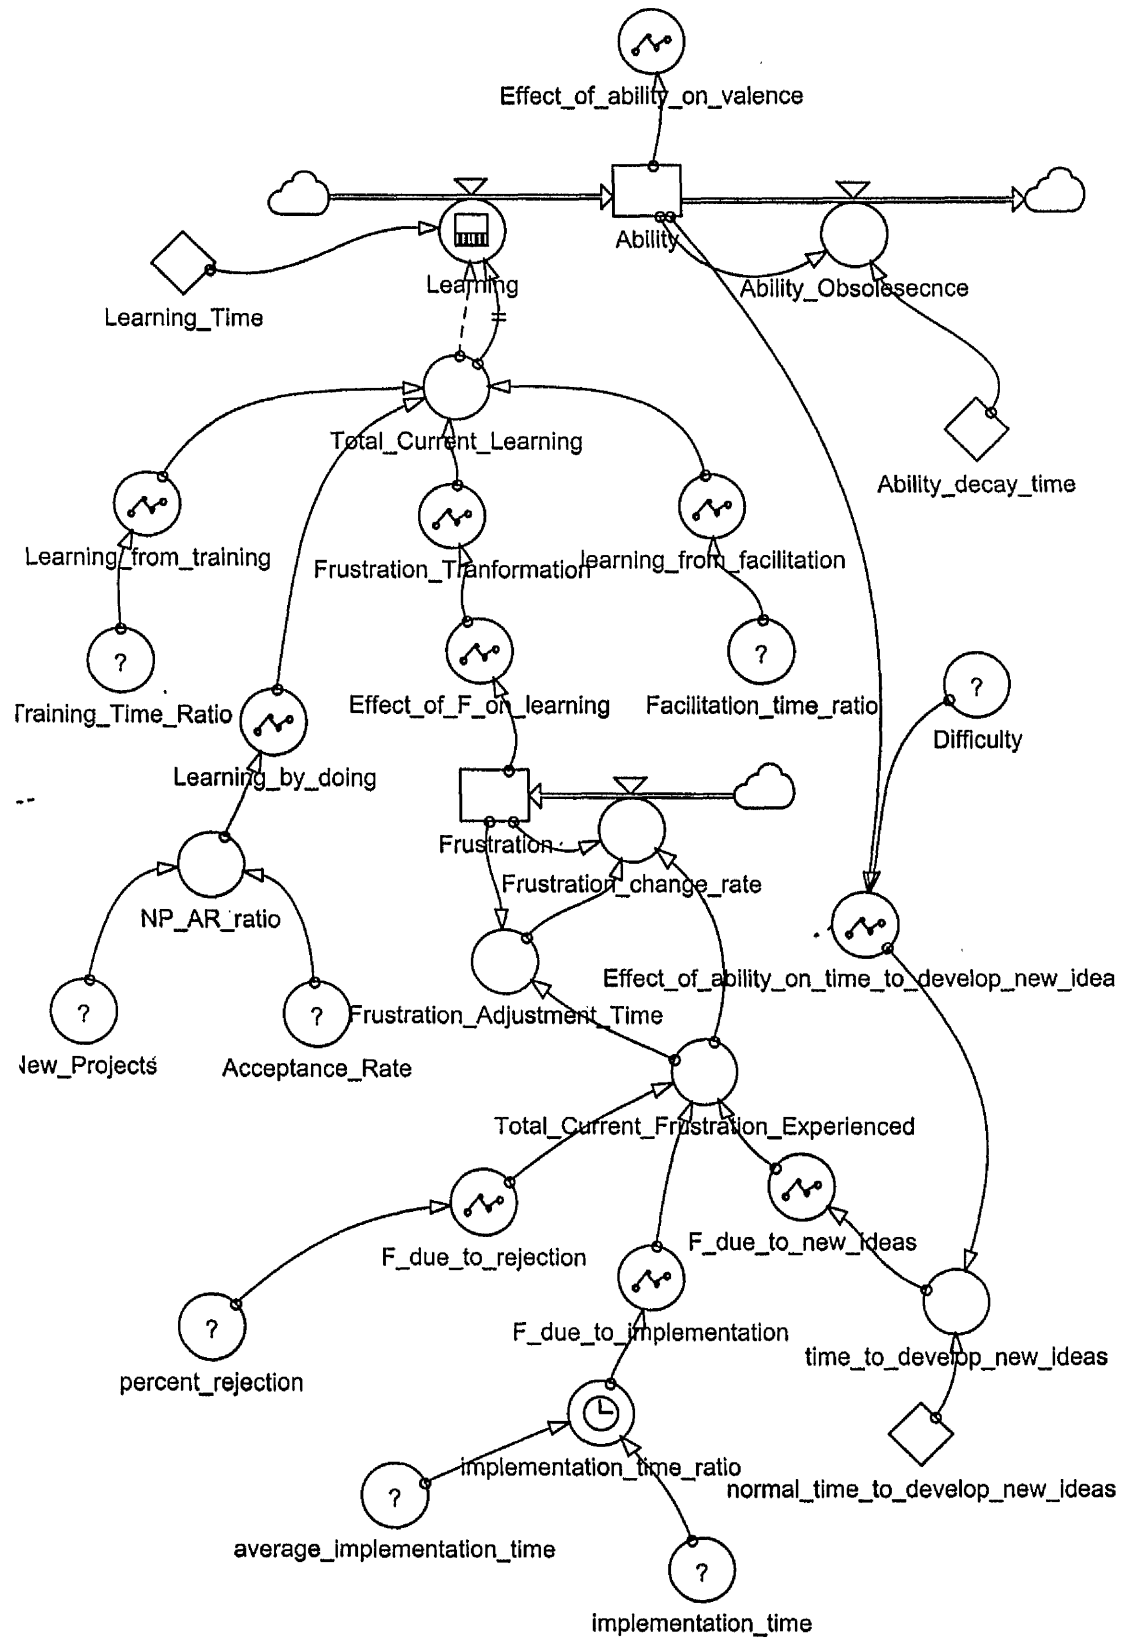 Effect_of_ability_on_valence
Ability
Learning
Ability_Obsolesecnce
Learning_Time
Total_Current_Learning
Ability_decay_time
Learning_from_training
Frustration_Tranformation
learning_from_facilitation
?
?
?
Training_Time_Ratio
Effect_of_F_on_learning
Facilitation_time_ratio
Difficulty
Learning_by_doing
Frustration
Frustration_change_rate
NP_AR_ratio
Effect_of_ability_on_time_to_develop_new_idea
?
?
Frustration_Adjustment_Time
New_Projects
Acceptance_Rate
Total_Current_Frustration_Experienced
F_due_to_rejection
F_due_to_new_ideas
?
F_due_to_implementation
time_to_develop_new_ideas
percent_rejection
implementation_time_ratio
normal_time_to_develop_new_ideas
?
average_implementation_time
?
implementation_time